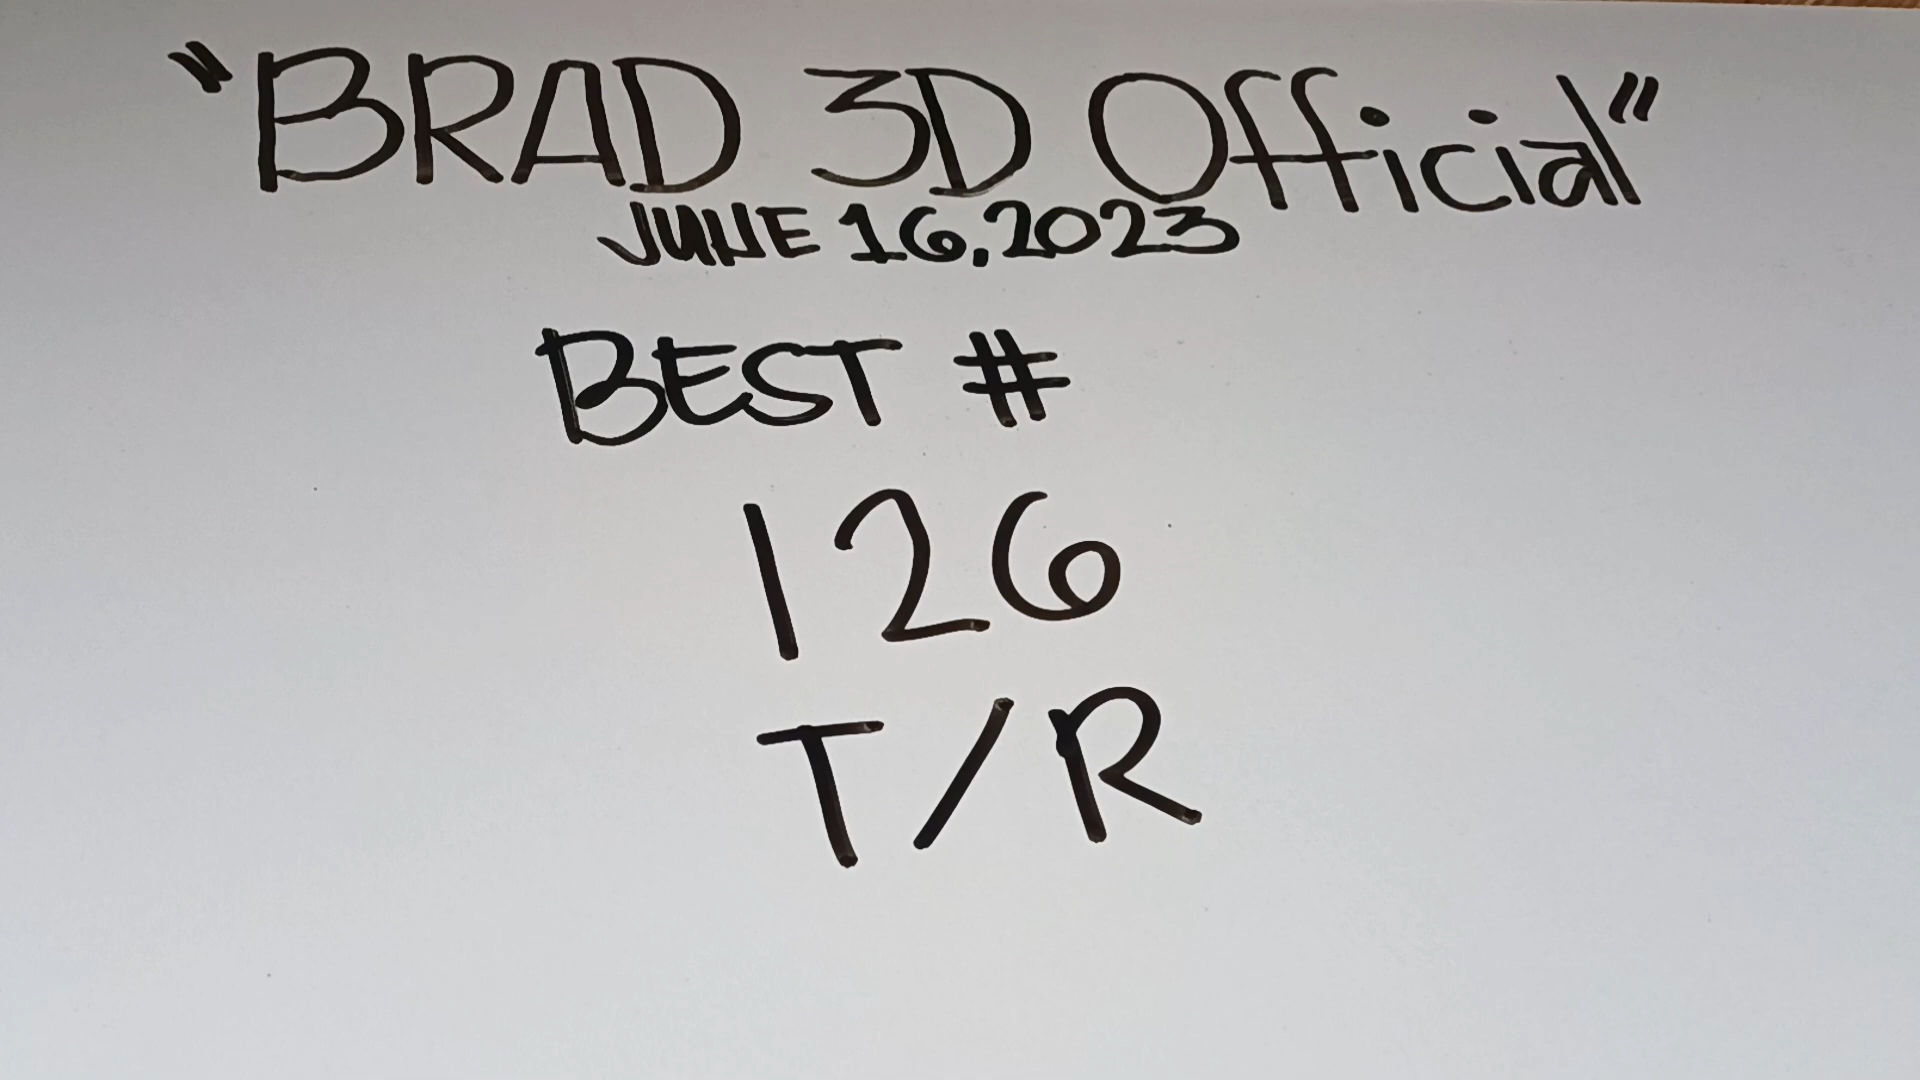 "BRAD 3D Official"
JUNE 16, 2023
BEST #
126
T/R